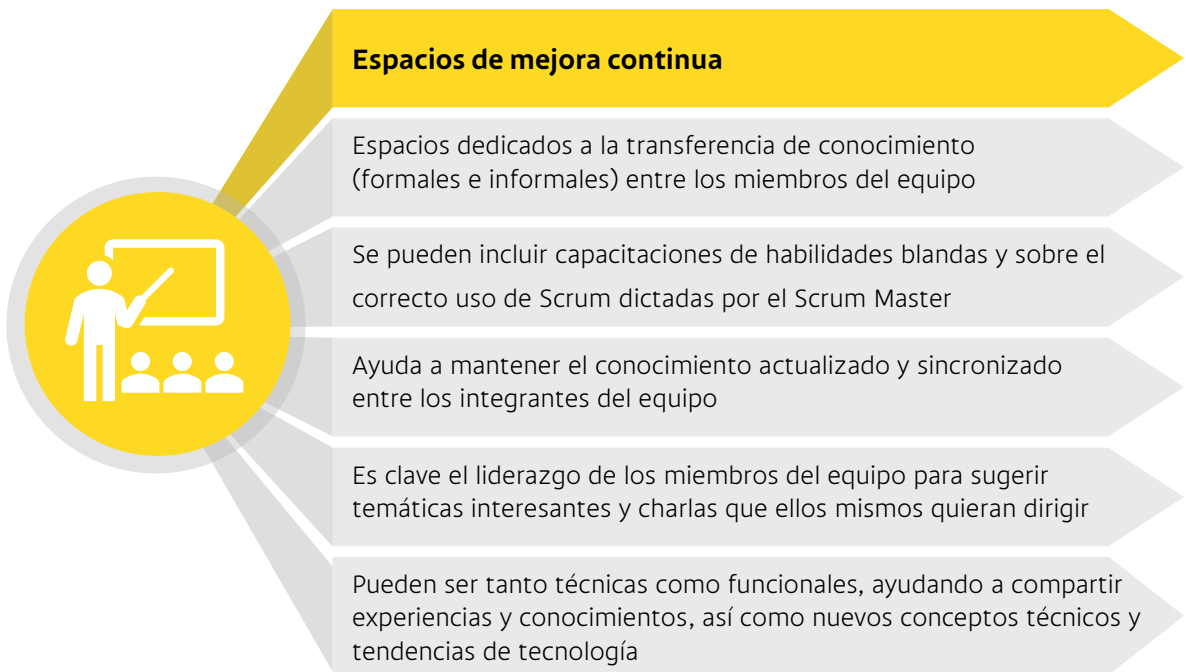 Espacios de mejora continua
Espacios dedicados a la transferencia de conocimiento
(formales e informales) entre los miembros del equipo
Se pueden incluir capacitaciones de habilidades blandas y sobre el
correcto uso de Scrum dictadas por el Scrum Master
Ayuda a mantener el conocimiento actualizado y sincronizado
entre los integrantes del equipo
Es clave el liderazgo de los miembros del equipo para sugerir
temáticas interesantes y charlas que ellos mismos quieran dirigir
Pueden ser tanto técnicas como funcionales, ayudando a compartir
experiencias y conocimientos, así como nuevos conceptos técnicos y
tendencias de tecnología